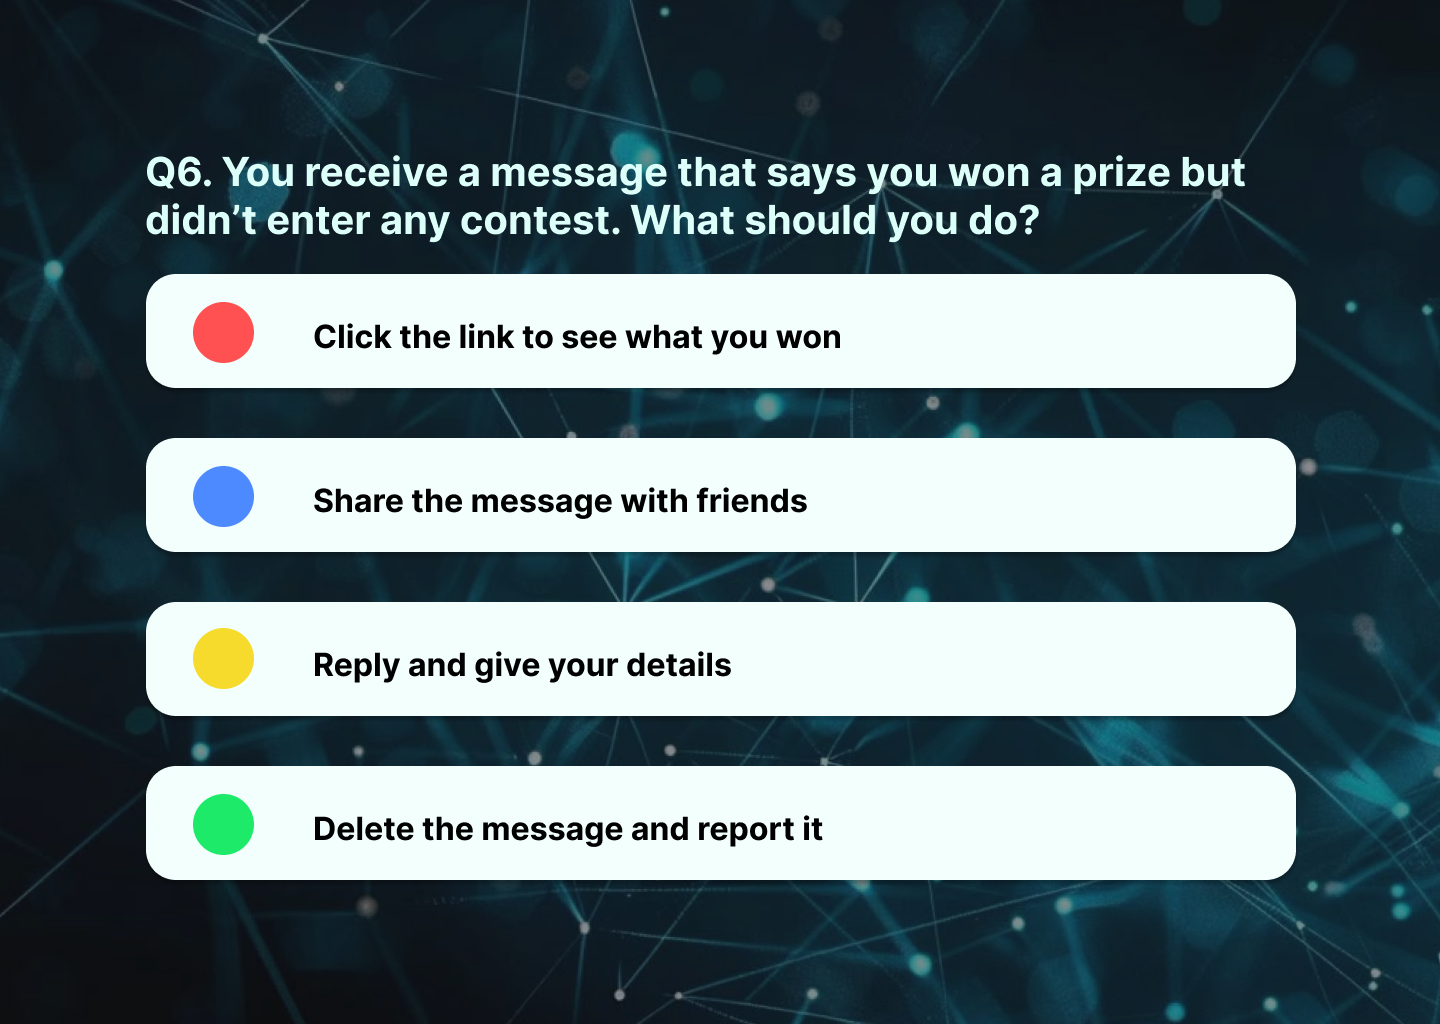 Q6. You receive a message that says you won a prize but
didn’t enter any contest. What should you do?
Click the link to see what you won
Share the message with friends
Reply and give your details
Delete the message and report it